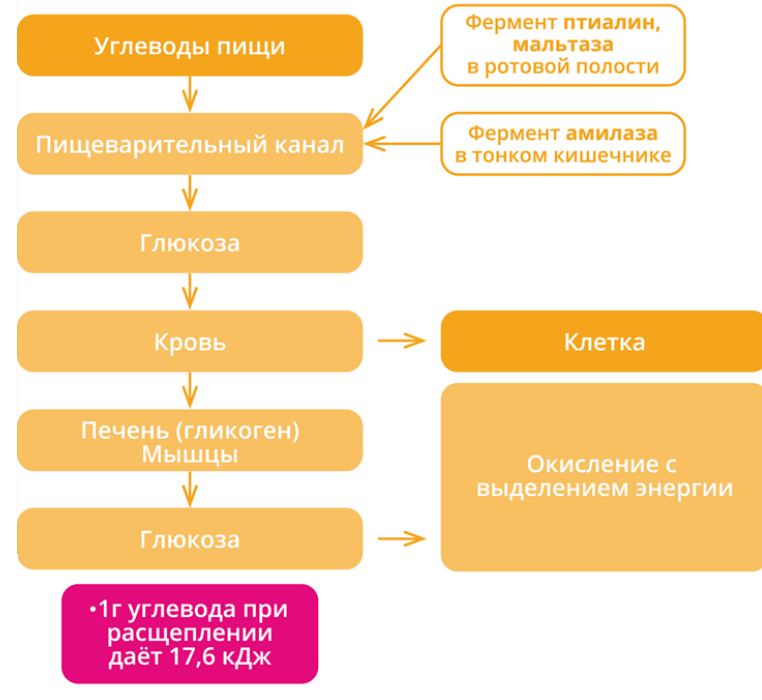 Углеводы пищи
Фермент птиалин,
мальтаза
в ротовой полости
Пищеварительный канал
Фермент амилаза
в тонком кишечнике
Глюкоза
Кровь
Клетка
Печень (гликоген)
Мышцы
Окисление с
выделением энергии
Глюкоза
•1г углевода при
расщеплении
даёт 17,6 кДж